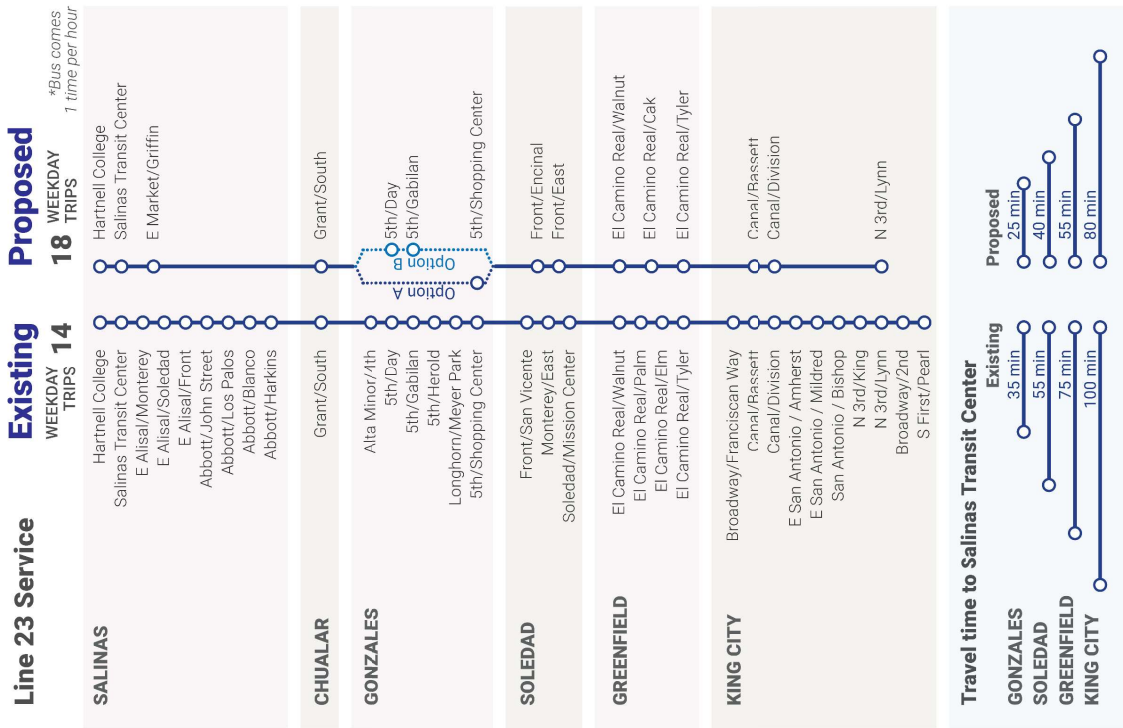 Line 23 Service
Existing
WEEKDAY
TRIPS
14
Proposed
18
WEEKDAY
TRIPS
*Bus comes
1 time per hour
SALINAS
Hartnell College
Salinas Transit Center
E Alisal/Monterey
E Alisal/Soledad
E Alisal/Front
Abbott/John Street
Abbott/Los Palos
Abbott/Blanco
Abbott/Harkins
Hartnell College
Salinas Transit Center
E Market/Griffin
CHUALAR
Grant/South
Grant/South
GONZALES
Alta Minor/4th
5th/Day
5th/Gabilan
5th/Herold
Longhorn/Meyer Park
5th/Shopping Center
Option A
Option B
5th/Day
5th/Gabilan
5th/Shopping Center
SOLEDAD
Front/San Vicente
Monterey/East
Soledad/Mission Center
Front/Encinal
Front/East
GREENFIELD
El Camino Real/Walnut
El Camino Real/Palm
El Camino Real/Elm
El Camino Real/Tyler
El Camino Real/Walnut
El Camino Real/Cak
El Camino Real/Tyler
KING CITY
Broadway/Franciscan Way
Canal/Bassett
Canal/Division
E San Antonio / Amherst
E San Antonio / Mildred
San Antonio / Bishop
N 3rd/King
N 3rd/Lynn
Broadway/2nd
S First/Pearl
Canal/Bassett
Canal/Division
N 3rd/Lynn
Travel time to Salinas Transit Center
Existing
Proposed
GONZALES
35 min
25 min
SOLEDAD
55 min
40 min
GREENFIELD
75 min
55 min
KING CITY
100 min
80 min